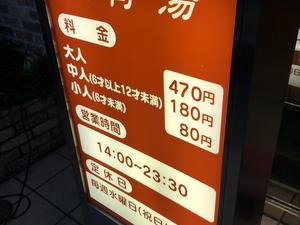 湯
料金
大人 470円
中人(6才以上12才未満) 180円
小人(6才未満) 80円
営業時間
14:00~23:30
定休日
毎週水曜日(祝日